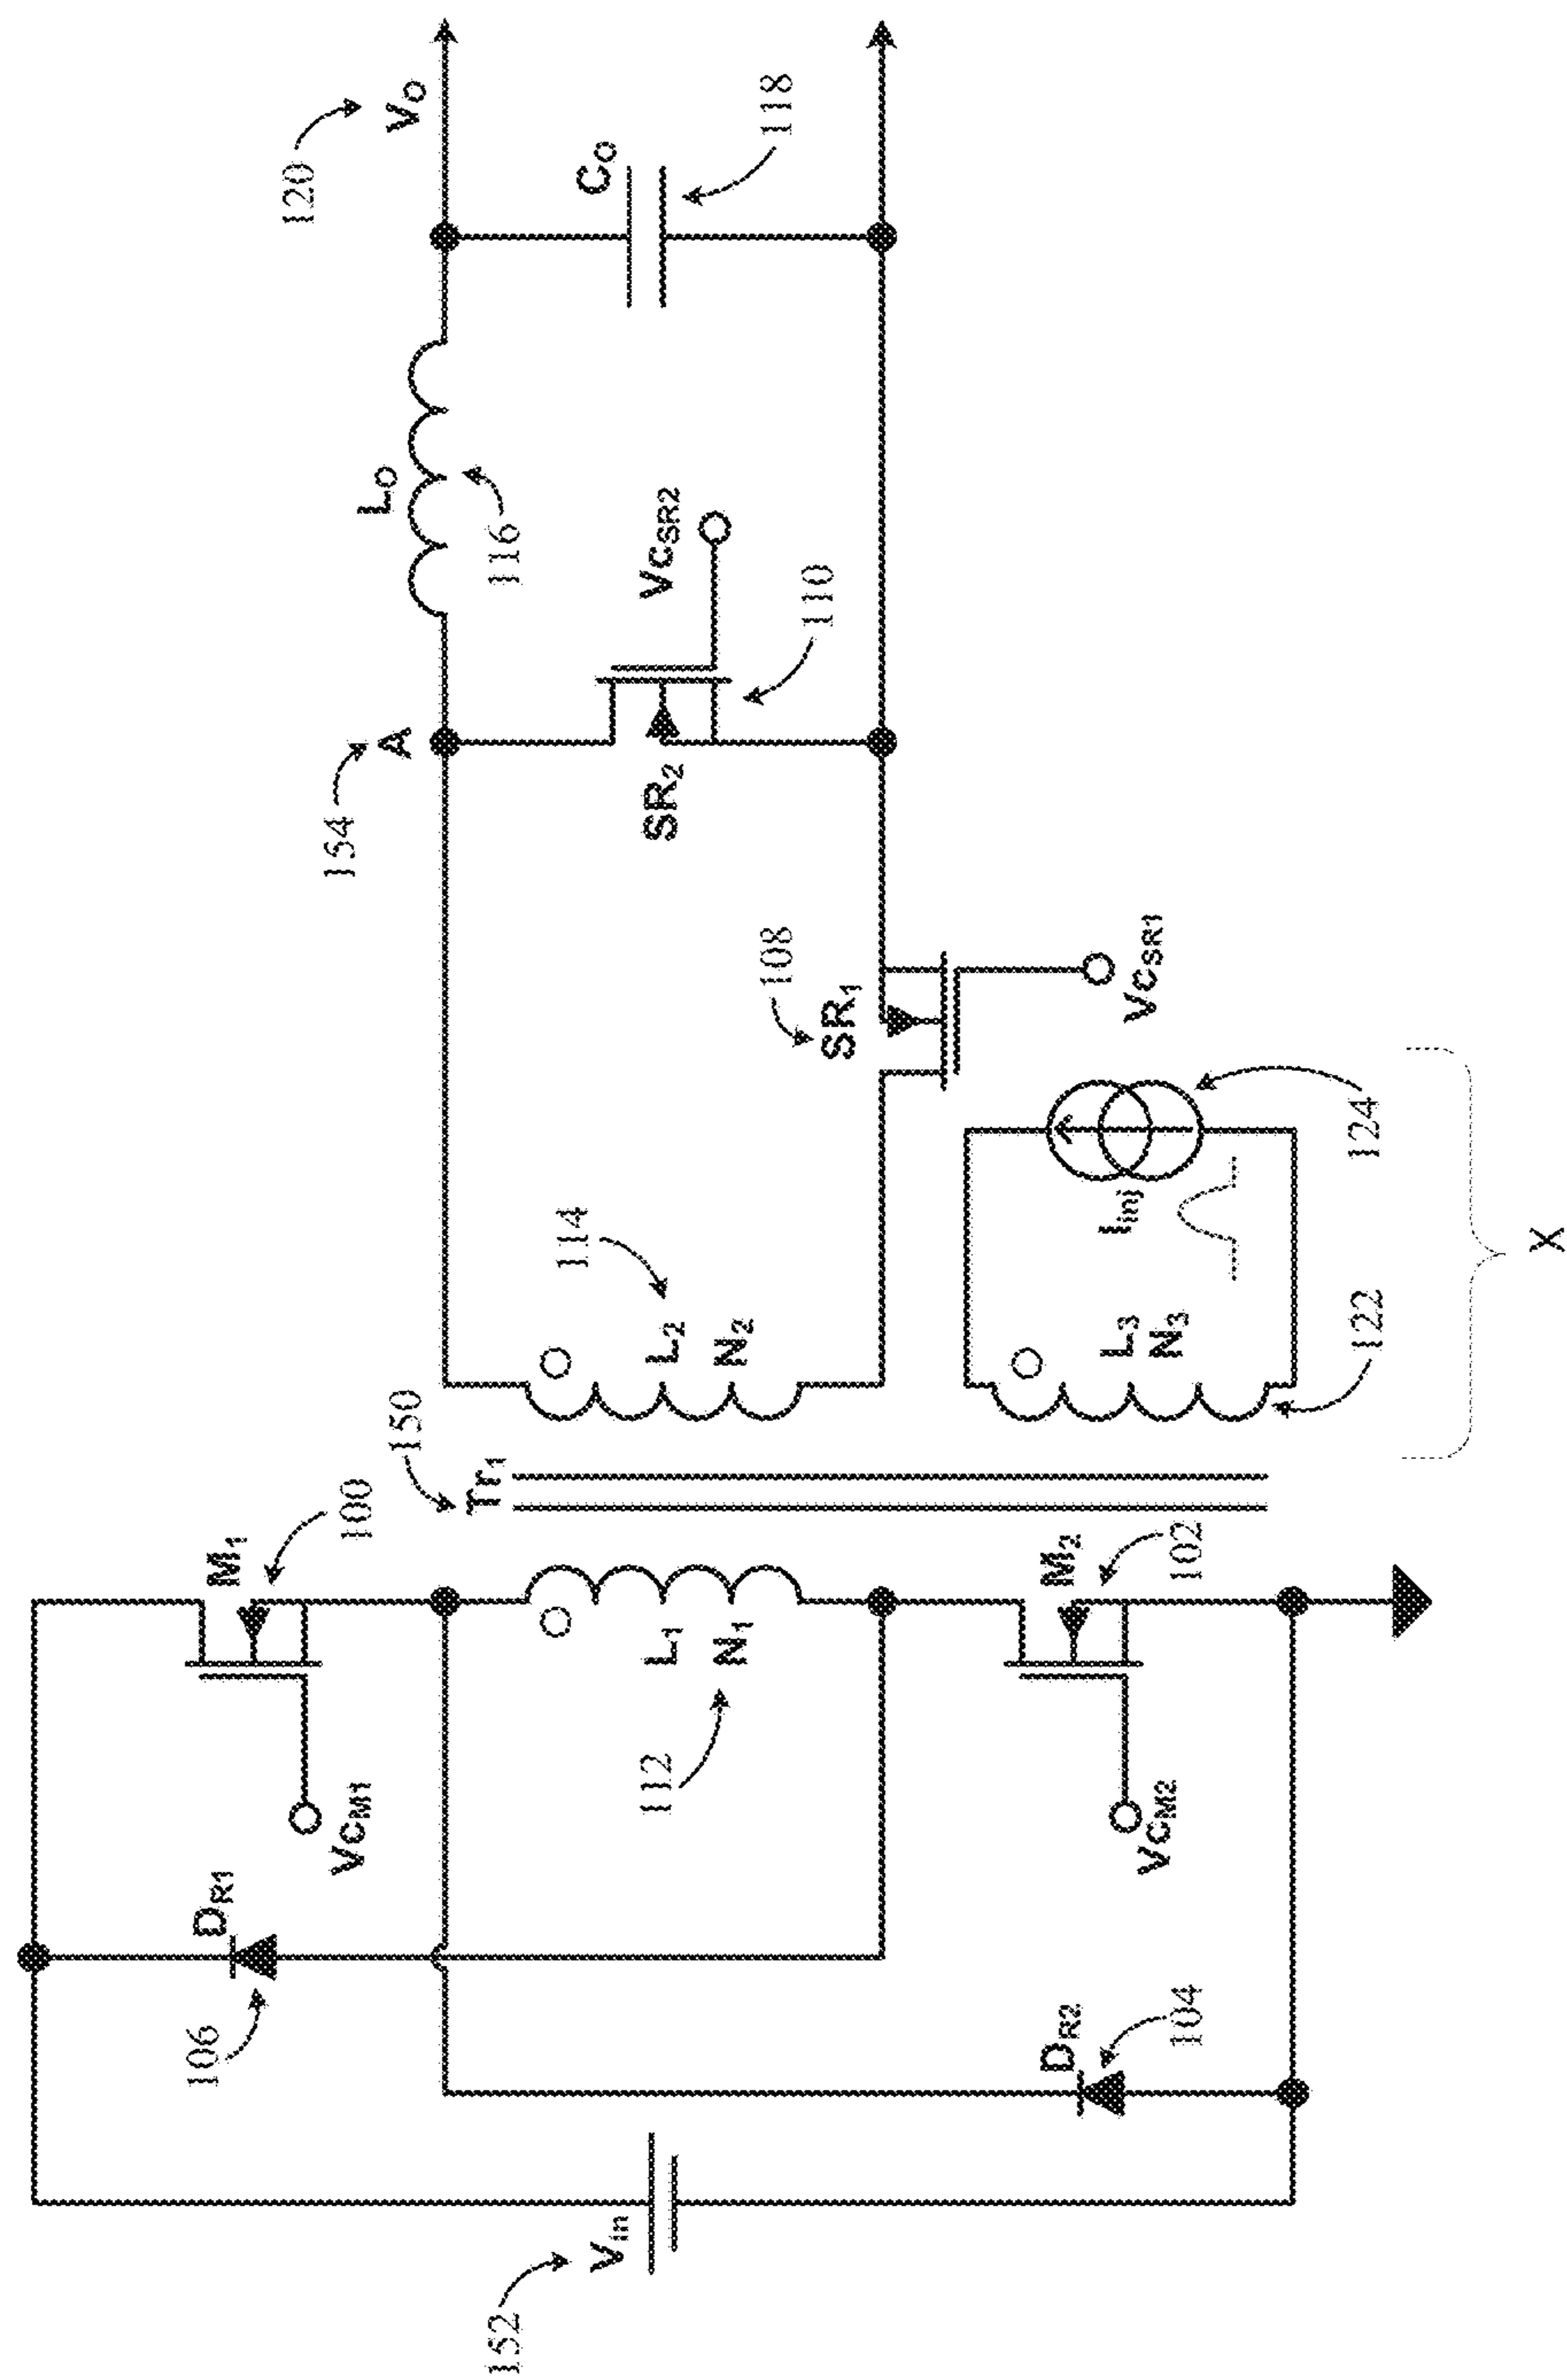 152
Vin
106
DR1
VCM1
M1
100
DR2
104
VCM2
M2
102
112
L1
N1
Tr1
150
L2
N2
114
L3
N3
122
Iinj
124
X
108
SR1
VCSR1
154
A
SR2
110
VCSR2
LO
116
CO
118
VO
120